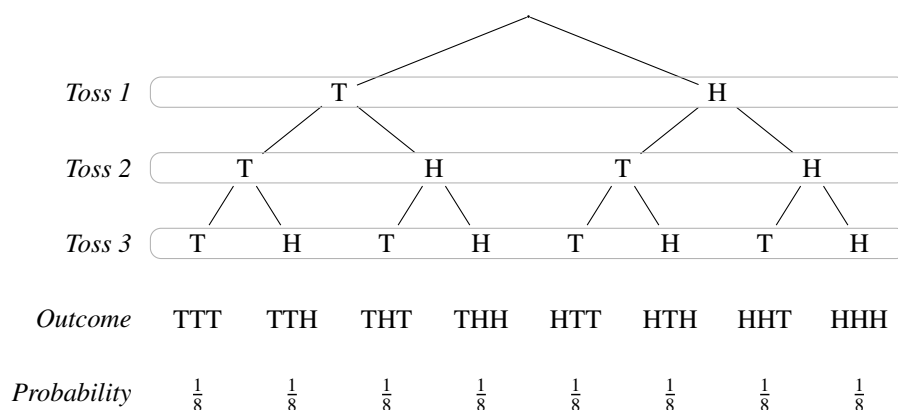 Toss 1 T H
Toss 2 T H T H
Toss 3 T H T H T H T H
Outcome TTT TTH THT THH HTT HTH HHT HHH
Probability 1/8 1/8 1/8 1/8 1/8 1/8 1/8 1/8